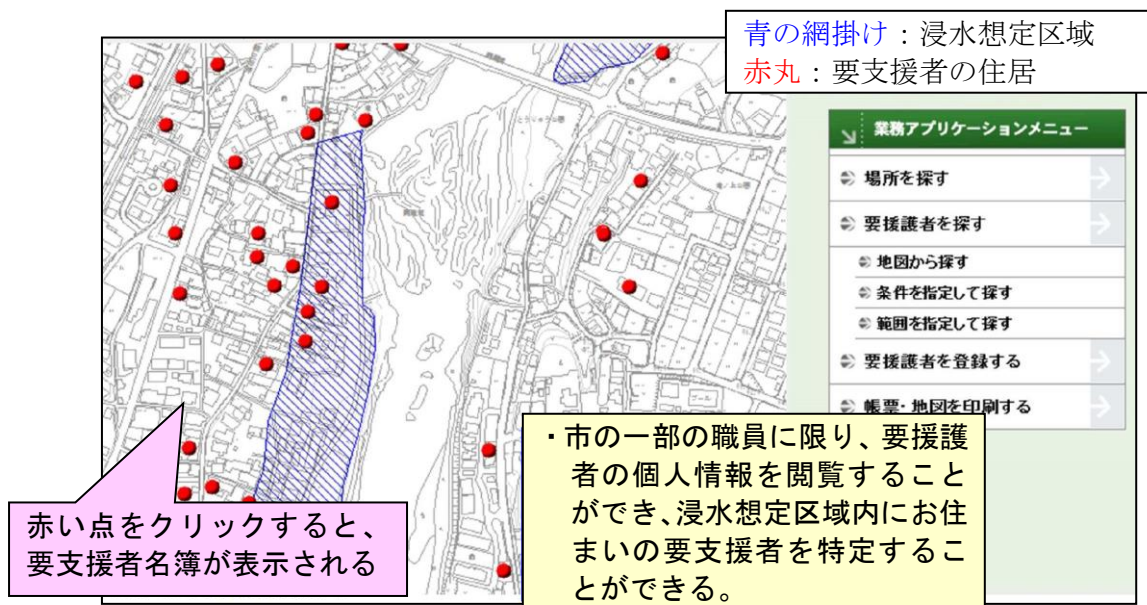 青の網掛け：浸水想定区域
赤丸：要支援者の住居
業務アプリケーションメニュー
場所を探す
要援護者を探す
地図から探す
条件を指定して探す
範囲を指定して探す
要援護者を登録する
帳票・地図を印刷する
・市の一部の職員に限り、要援護
者の個人情報を閲覧すること
ができ、浸水想定区域内にお住
まいの要支援者を特定するこ
とができる。
赤い点をクリックすると、
要支援者名簿が表示される